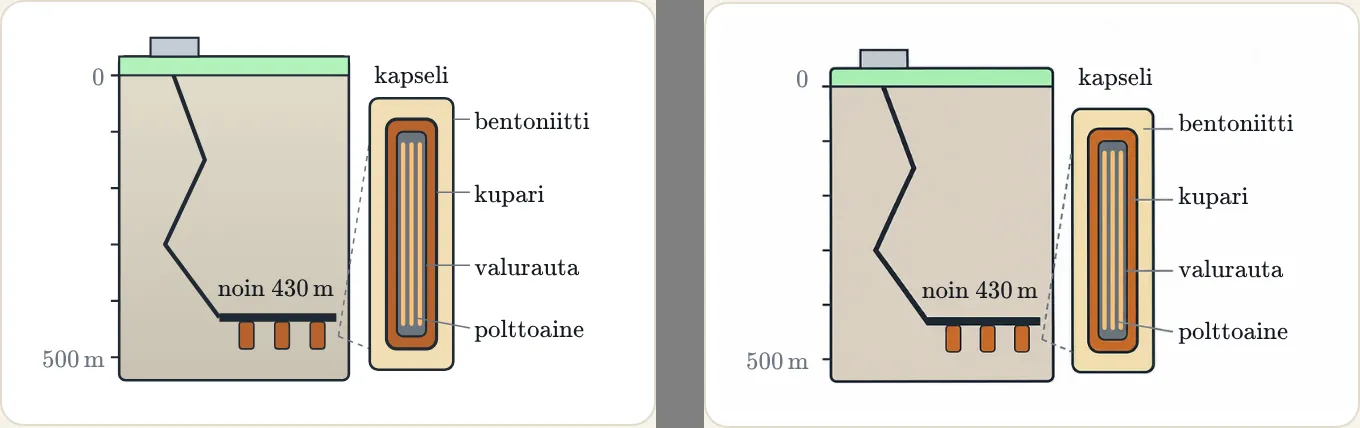 kapseli
0
bentoniitti
kupari
valurauta
noin 430 m
polttoaine
500 m
kapseli
0
bentoniitti
kupari
valurauta
noin 430 m
polttoaine
500 m